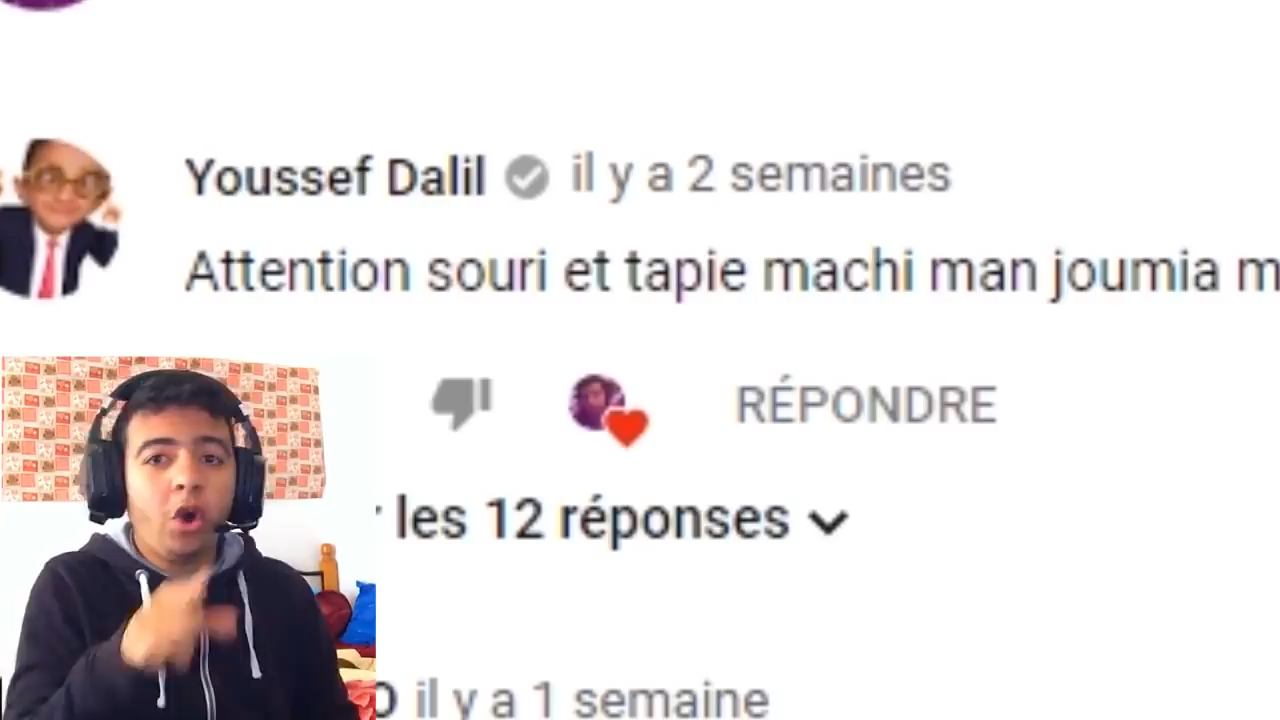 Youssef Dalil il y a 2 semaines
Attention souri et tapie machi man joumia
RÉPONDRE
les 12 réponses
il y a 1 semaine